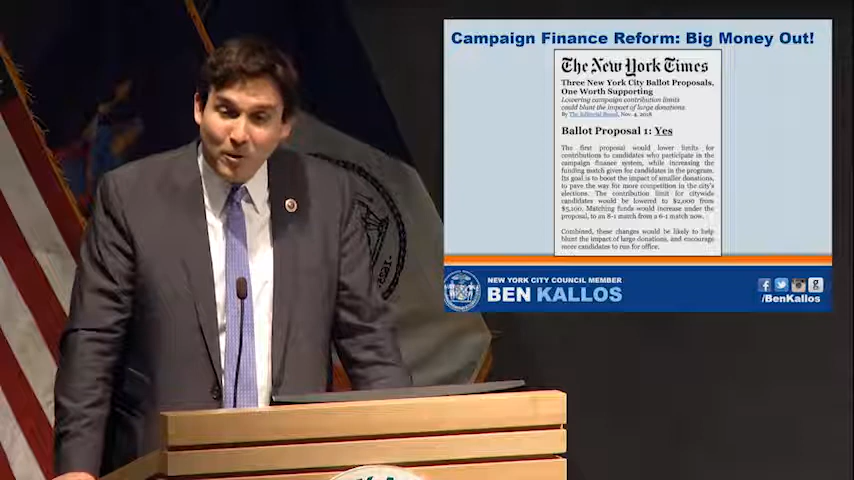 Campaign Finance Reform: Big Money Out!
The New York Times
Three New York City Ballot Proposals,
One Worth Supporting
Lowering campaign contribution limits
could blunt the impact of large donations.
By The Editorial Board, Nov. 4, 2018
Ballot Proposal 1: Yes
The first proposal would lower limits for
contributions to candidates who participate in the
campaign finance system, while increasing the
funding match given for candidates in the program.
Its goal is to boost the impact of smaller donations,
to pave the way for more competition in the city's
elections. The contribution limit for citywide
candidates would be lowered to $2,000 from
$5,100. Matching funds would increase under the
proposal, to an 8-1 match from a 6-1 match now.
Combined, these changes would be likely to help
blunt the impact of large donations, and encourage
more candidates to run for office.
NEW YORK CITY COUNCIL MEMBER
BEN KALLOS
/BenKallos